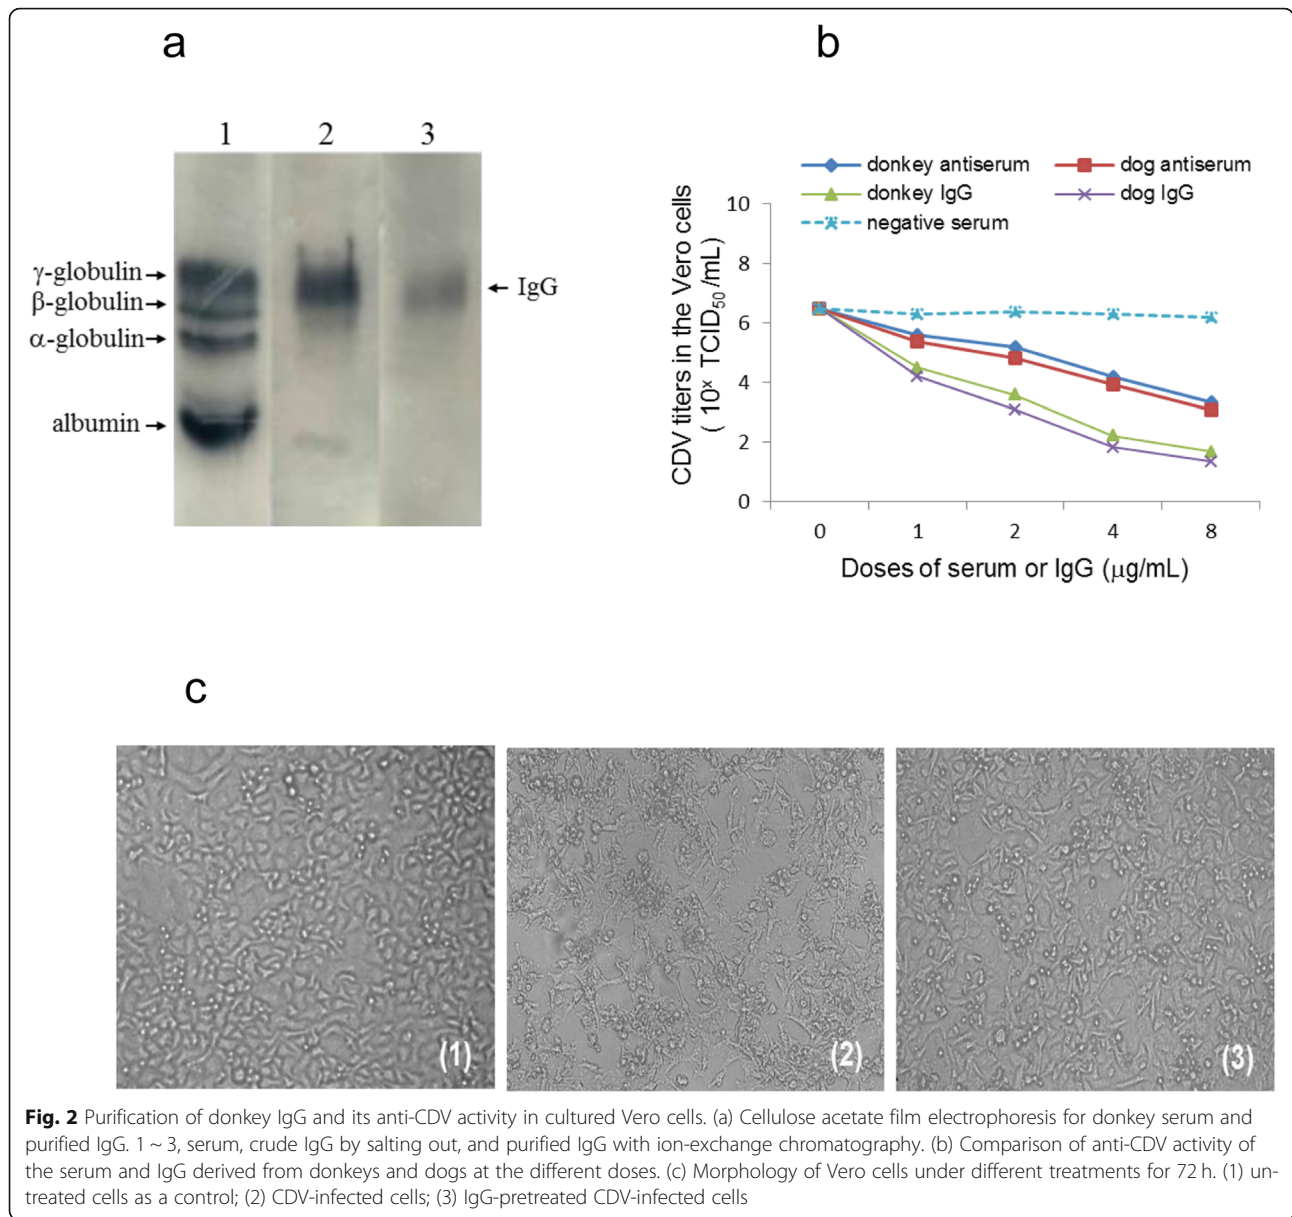 a
1 2 3
γ-globulin
β-globulin
α-globulin
albumin
IgG
b
donkey antiserum dog antiserum
donkey IgG dog IgG
negative serum
CDV titers in the Vero cells
( 10ˣ TCID₅₀ /mL)
10
8
6
4
2
0
0 1 2 4 8
Doses of serum or IgG (μg/mL)
c
(1) (2) (3)
Fig. 2 Purification of donkey IgG and its anti-CDV activity in cultured Vero cells. (a) Cellulose acetate film electrophoresis for donkey serum and
purified IgG. 1 ~ 3, serum, crude IgG by salting out, and purified IgG with ion-exchange chromatography. (b) Comparison of anti-CDV activity of
the serum and IgG derived from donkeys and dogs at the different doses. (c) Morphology of Vero cells under different treatments for 72 h. (1) un-
treated cells as a control; (2) CDV-infected cells; (3) IgG-pretreated CDV-infected cells